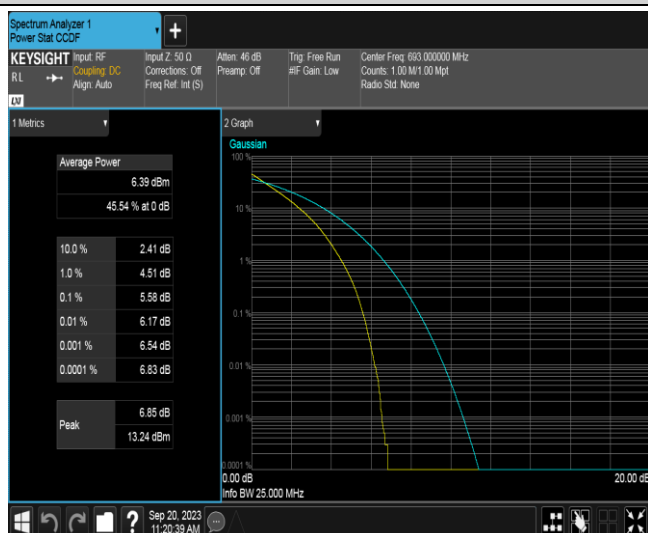 Spectrum Analyzer 1
Power Stat CCDF
+
KEYSIGHT
R L
LXI
Input: RF
Coupling: DC
Align: Auto
Input Z: 50 Ω
Corrections: Off
Freq Ref: Int (S)
Atten: 46 dB
Preamp: Off
Trig: Free Run
#IF Gain: Low
Center Freq: 693.000000 MHz
Counts: 1.00 M/1.00 Mpt
Radio Std: None
1 Metrics
Average Power
6.39 dBm
45.54 % at 0 dB
10.0 % 2.41 dB
1.0 % 4.51 dB
0.1 % 5.58 dB
0.01 % 6.17 dB
0.001 % 6.54 dB
0.0001 % 6.83 dB
Peak
6.85 dB
13.24 dBm
2 Graph
Gaussian
100 %
10 %
1 %
0.1 %
0.01 %
0.001 %
0.0001 %
0.00 dB
20.00 dB
Info BW 25.000 MHz
?
Sep 20, 2023
11:20:39 AM